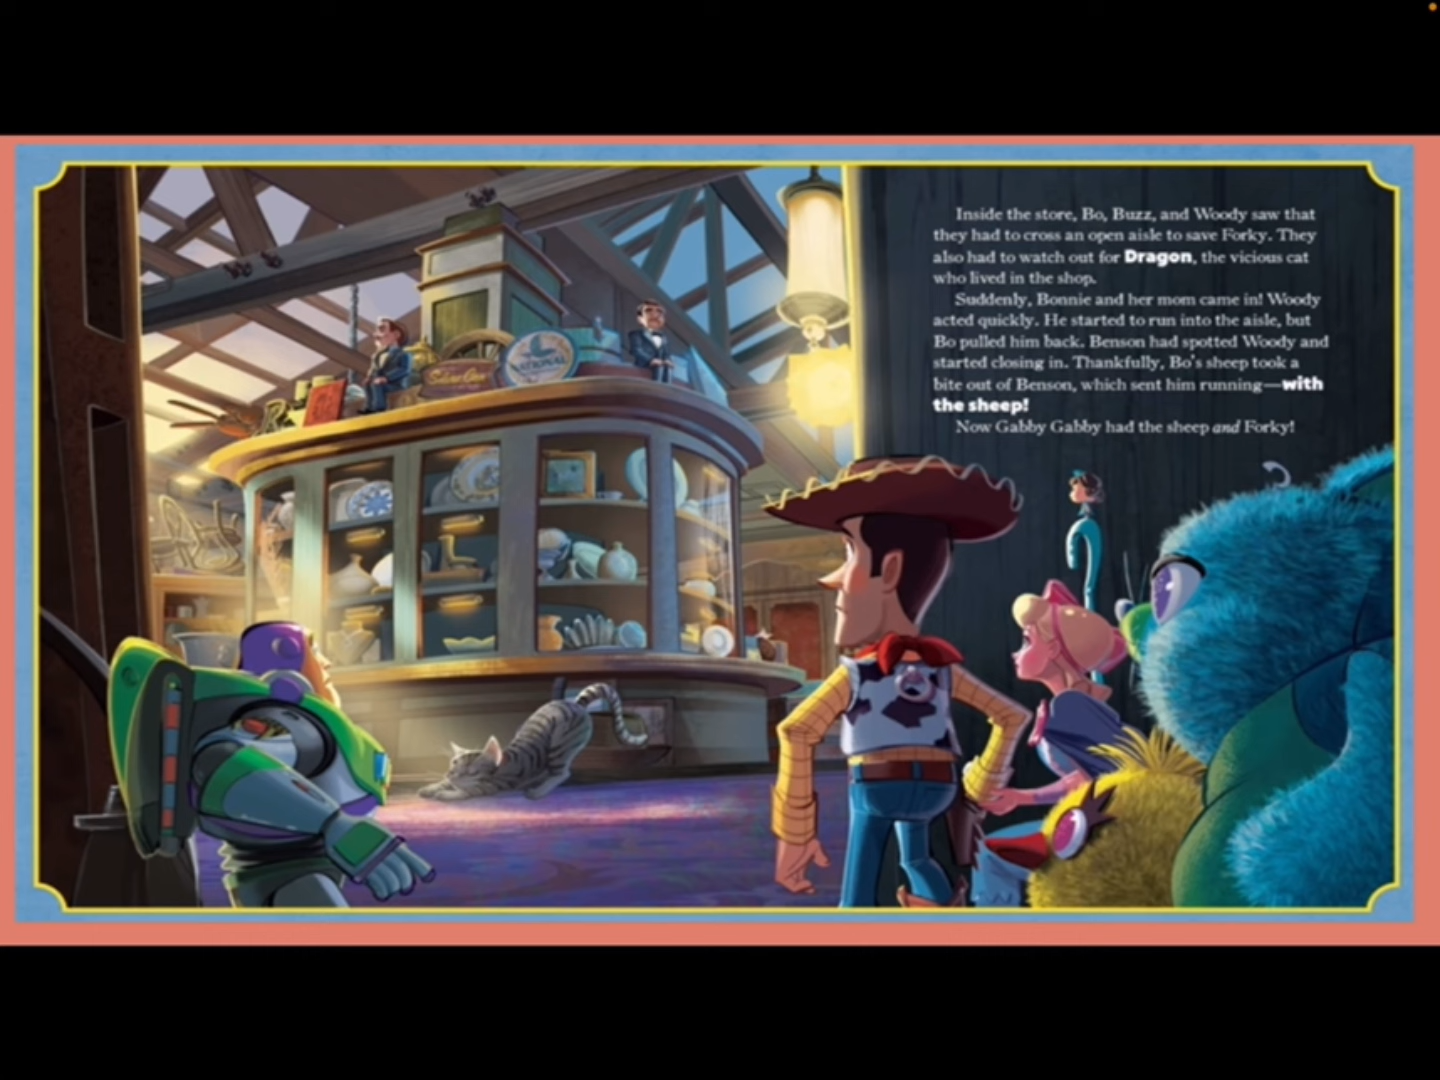 Inside the store, Bo, Buzz, and Woody saw that
they had to cross an open aisle to save Forky. They
also had to watch out for Dragon, the vicious cat
who lived in the shop.
Suddenly, Bonnie and her mom came in! Woody
acted quickly. He started to run into the aisle, but
Bo pulled him back. Benson had spotted Woody and
started closing in. Thankfully, Bo's sheep took a
bite out of Benson, which sent him running—with
the sheep!
Now Gabby Gabby had the sheep and Forky!
NATIONAL